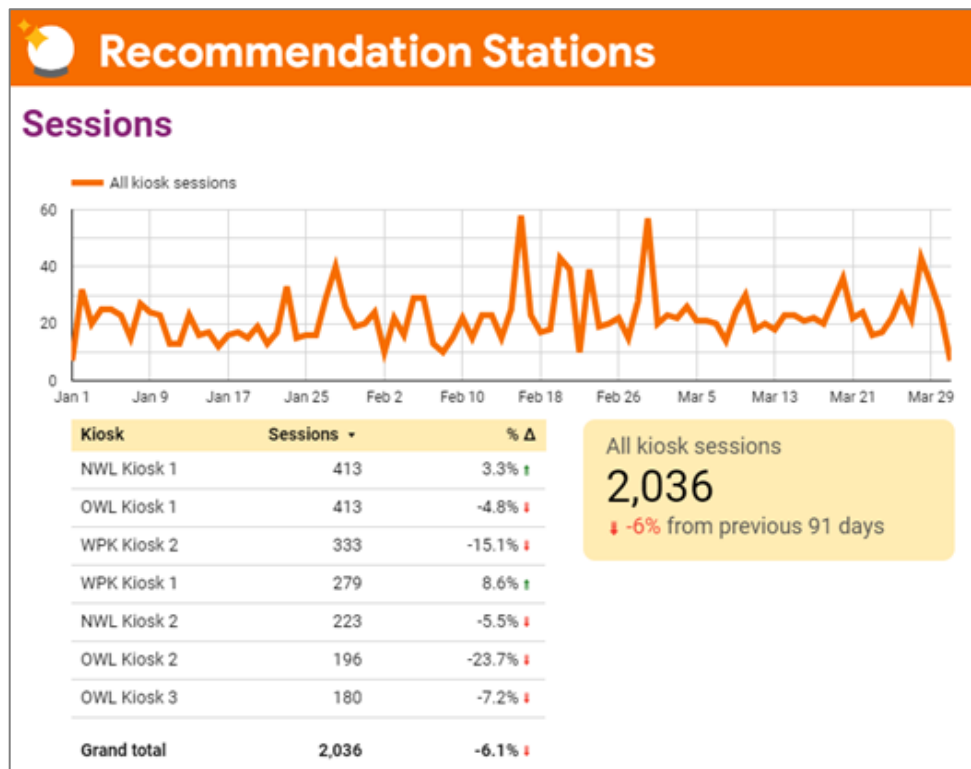 Recommendation Stations
Sessions
All kiosk sessions
60
40
20
0
Jan 1 Jan 9 Jan 17 Jan 25 Feb 2 Feb 10 Feb 18 Feb 26 Mar 5 Mar 13 Mar 21 Mar 29
Kiosk Sessions % Δ
NWL Kiosk 1 413 3.3%
OWL Kiosk 1 413 -4.8%
WPK Kiosk 2 333 -15.1%
WPK Kiosk 1 279 8.6%
NWL Kiosk 2 223 -5.5%
OWL Kiosk 2 196 -23.7%
OWL Kiosk 3 180 -7.2%
Grand total 2,036 -6.1%
All kiosk sessions
2,036
-6% from previous 91 days